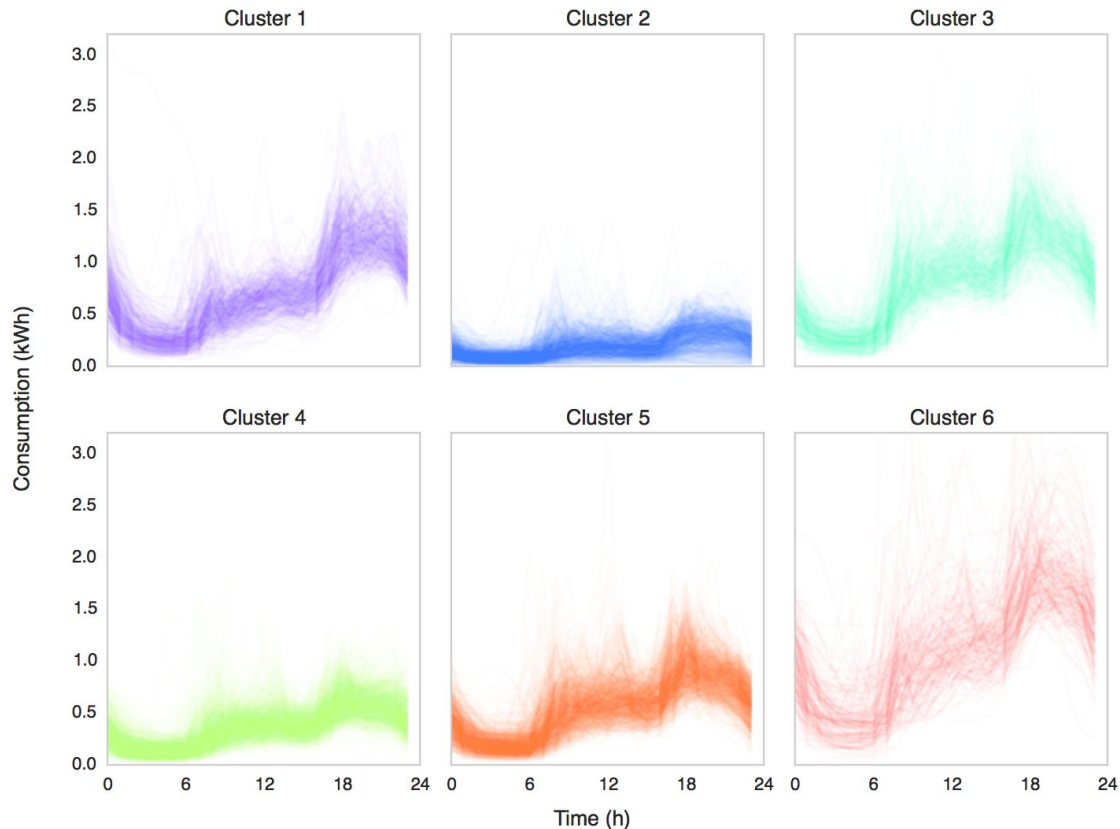 Cluster 1
Cluster 2
Cluster 3
3.0
2.5
2.0
1.5
1.0
0.5
0.0
Consumption (kWh)
Cluster 4
Cluster 5
Cluster 6
3.0
2.5
2.0
1.5
1.0
0.5
0.0
0 6 12 18 24
0 6 12 18 24
0 6 12 18 24
Time (h)